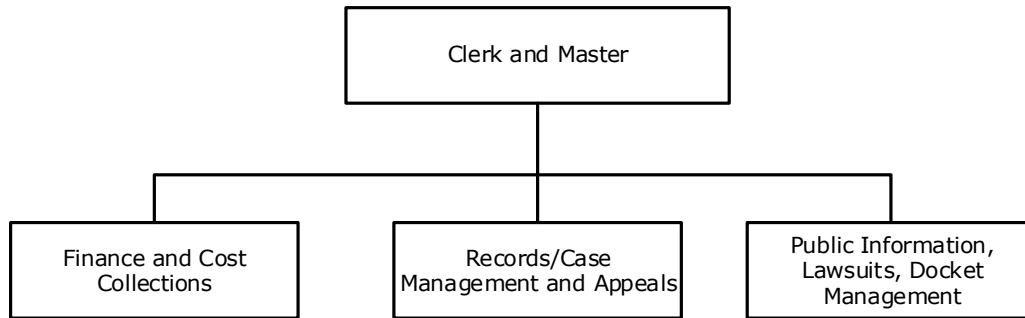 Clerk and Master
Finance and Cost
Collections
Records/Case
Management and Appeals
Public Information,
Lawsuits, Docket
Management